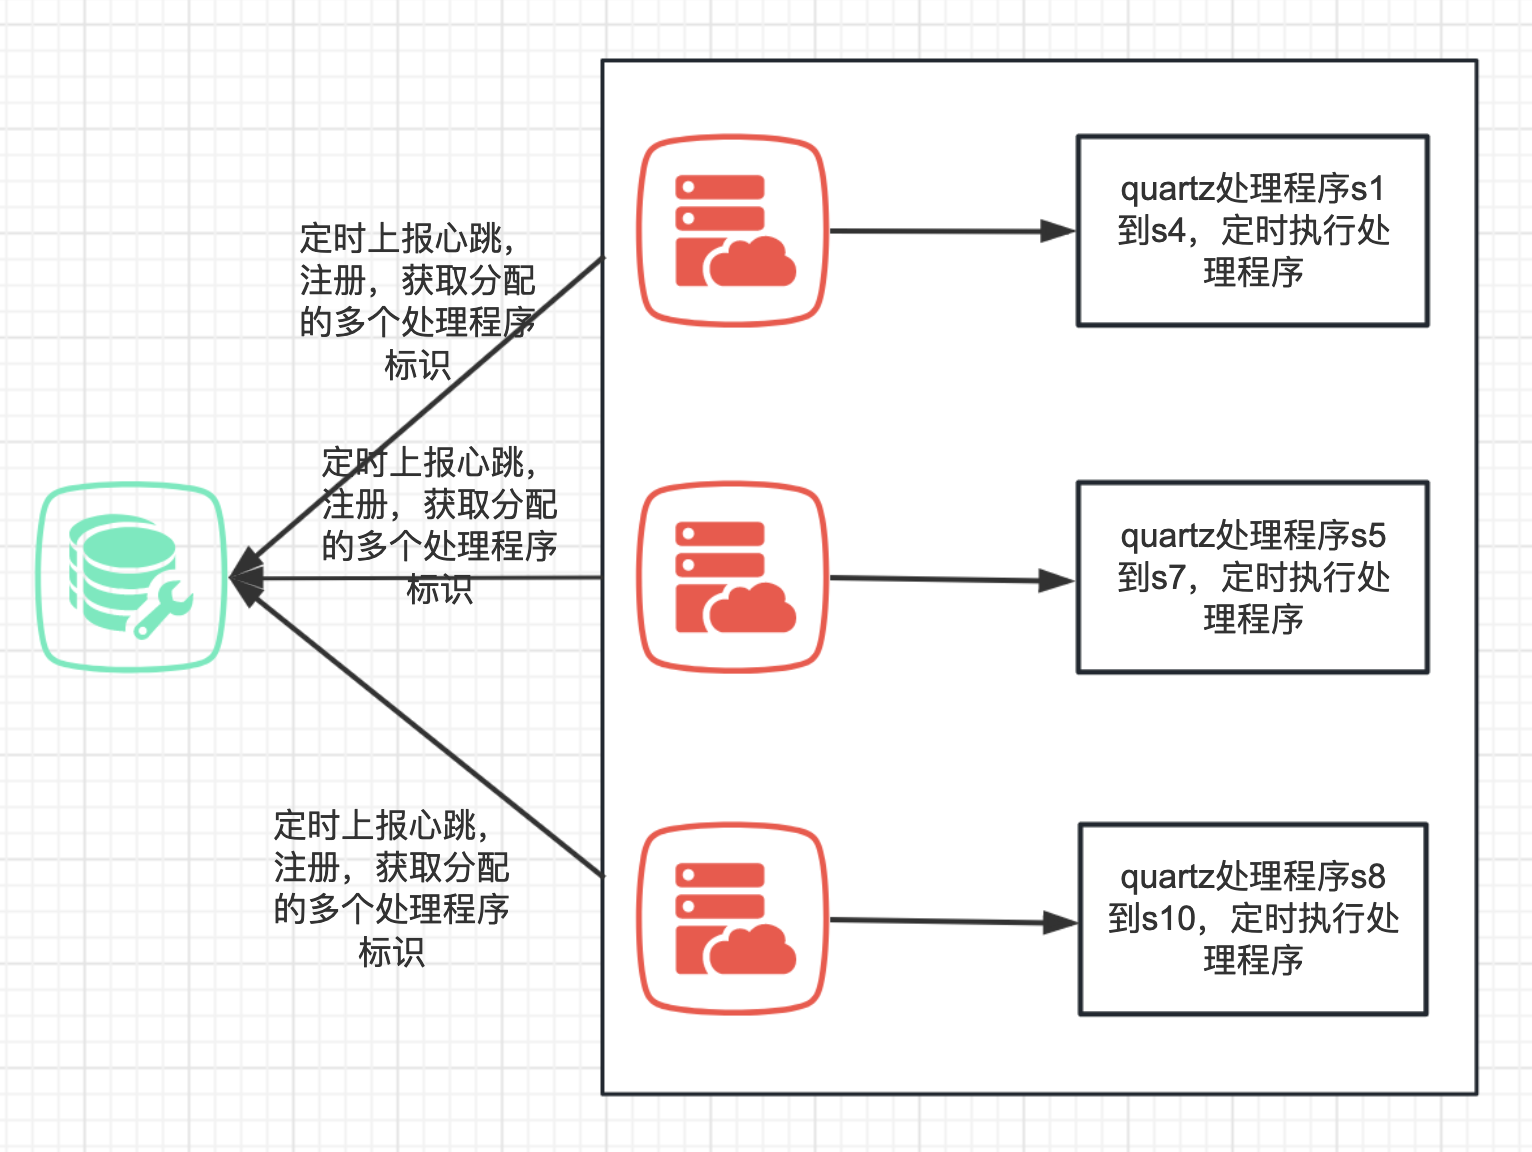 定时上报心跳，
注册，获取分配
的多个处理程序
标识
quartz处理程序s1
到s4，定时执行处
理程序
定时上报心跳，
注册，获取分配
的多个处理程序
标识
quartz处理程序s5
到s7，定时执行处
理程序
定时上报心跳，
注册，获取分配
的多个处理程序
标识
quartz处理程序s8
到s10，定时执行处
理程序